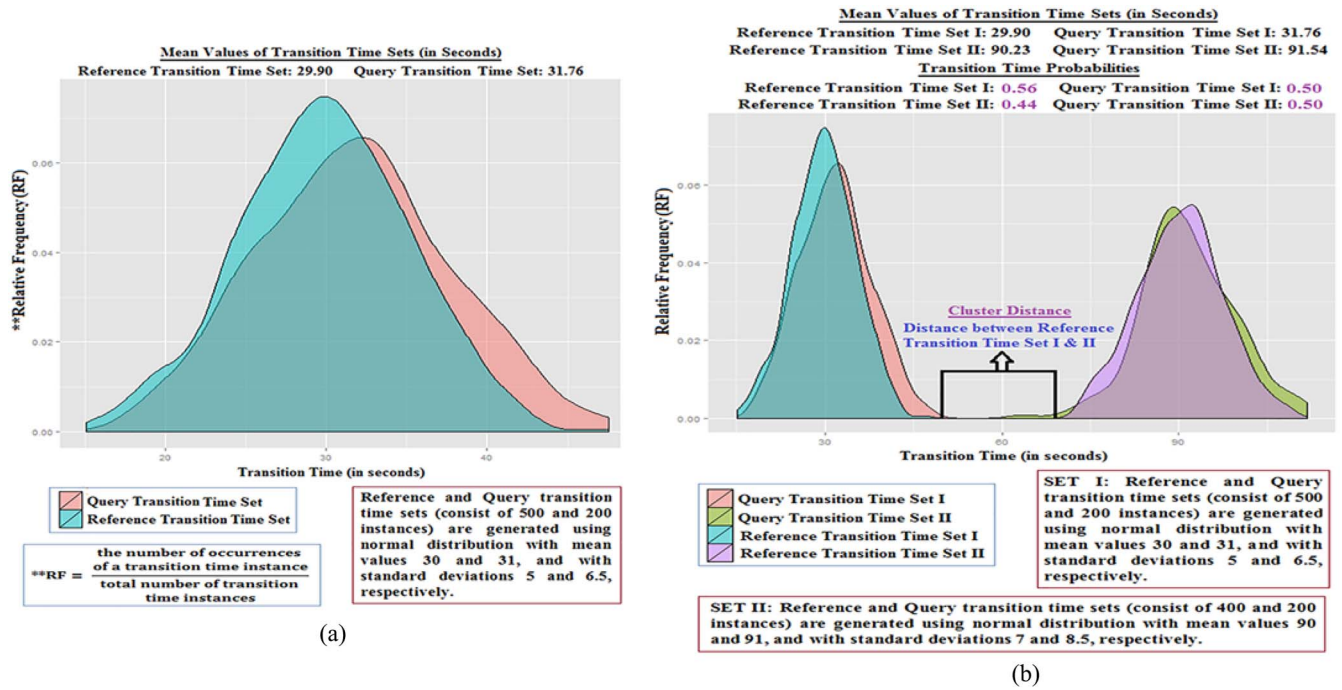 Mean Values of Transition Time Sets (in Seconds)
Reference Transition Time Set: 29.90 Query Transition Time Set: 31.76
**Relative Frequency (RF)
0.06
0.04
0.02
0.00
20 30 40
Transition Time (in seconds)
Query Transition Time Set
Reference Transition Time Set
**RF = the number of occurrences
of a transition time instance
total number of transition
time instances
Reference and Query transition
time sets (consist of 500 and 200
instances) are generated using
normal distribution with mean
values 30 and 31, and with
standard deviations 5 and 6.5,
respectively.
(a)
Mean Values of Transition Time Sets (in Seconds)
Reference Transition Time Set I: 29.90 Query Transition Time Set I: 31.76
Reference Transition Time Set II: 90.23 Query Transition Time Set II: 91.54
Transition Time Probabilities
Reference Transition Time Set I: 0.56 Query Transition Time Set I: 0.50
Reference Transition Time Set II: 0.44 Query Transition Time Set II: 0.50
Relative Frequency (RF)
0.06
0.04
0.02
0.00
Cluster Distance
Distance between Reference
Transition Time Set I & II
30 60 90
Transition Time (in seconds)
Query Transition Time Set I
Query Transition Time Set II
Reference Transition Time Set I
Reference Transition Time Set II
SET I: Reference and Query
transition time sets (consist of 500
and 200 instances) are generated
using normal distribution with
mean values 30 and 31, and with
standard deviations 5 and 6.5,
respectively.
SET II: Reference and Query transition time sets (consist of 400 and 200
instances) are generated using normal distribution with mean values 90
and 91, and with standard deviations 7 and 8.5, respectively.
(b)